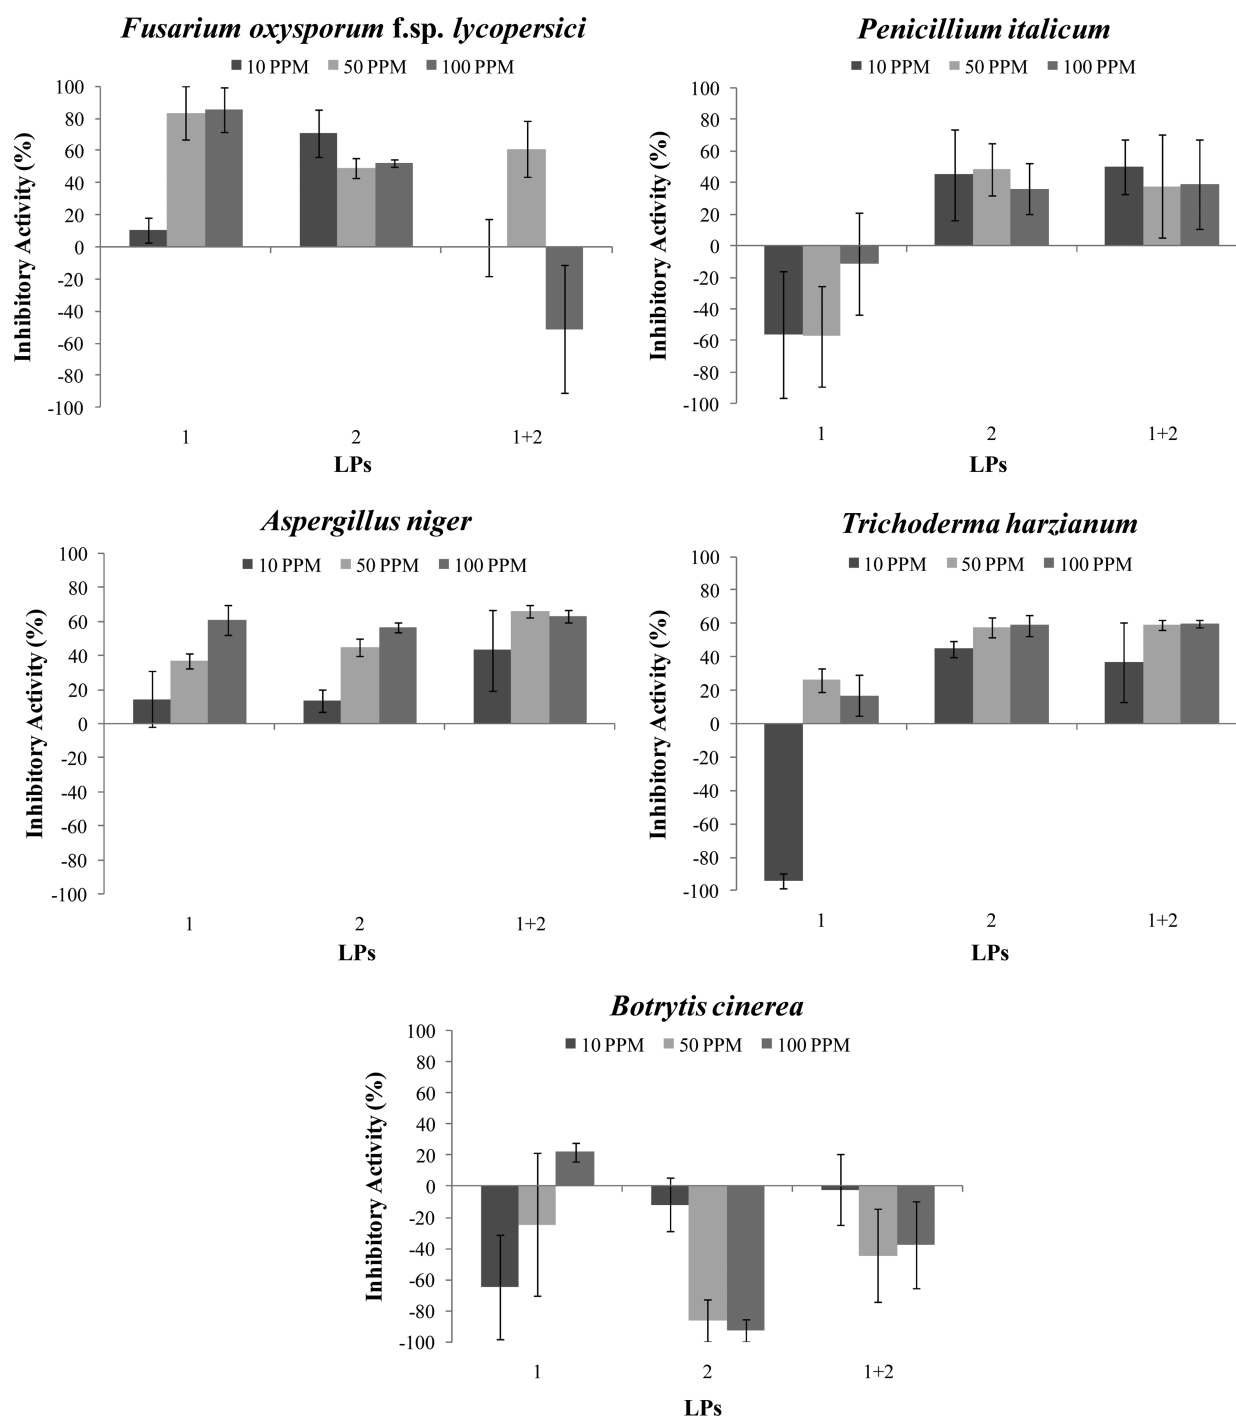 Fusarium oxysporum f.sp. lycopersici
10 PPM 50 PPM 100 PPM
Inhibitory Activity (%)
100
80
60
40
20
0
-20
-40
-60
-80
-100
1 2 1+2
LPs
Penicillium italicum
10 PPM 50 PPM 100 PPM
Inhibitory Activity (%)
100
80
60
40
20
0
-20
-40
-60
-80
-100
1 2 1+2
LPs
Aspergillus niger
10 PPM 50 PPM 100 PPM
Inhibitory Activity (%)
100
80
60
40
20
0
-20
-40
-60
-80
-100
1 2 1+2
LPs
Trichoderma harzianum
10 PPM 50 PPM 100 PPM
Inhibitory Activity (%)
100
80
60
40
20
0
-20
-40
-60
-80
-100
1 2 1+2
LPs
Botrytis cinerea
10 PPM 50 PPM 100 PPM
Inhibitory Activity (%)
100
80
60
40
20
0
-20
-40
-60
-80
-100
1 2 1+2
LPs